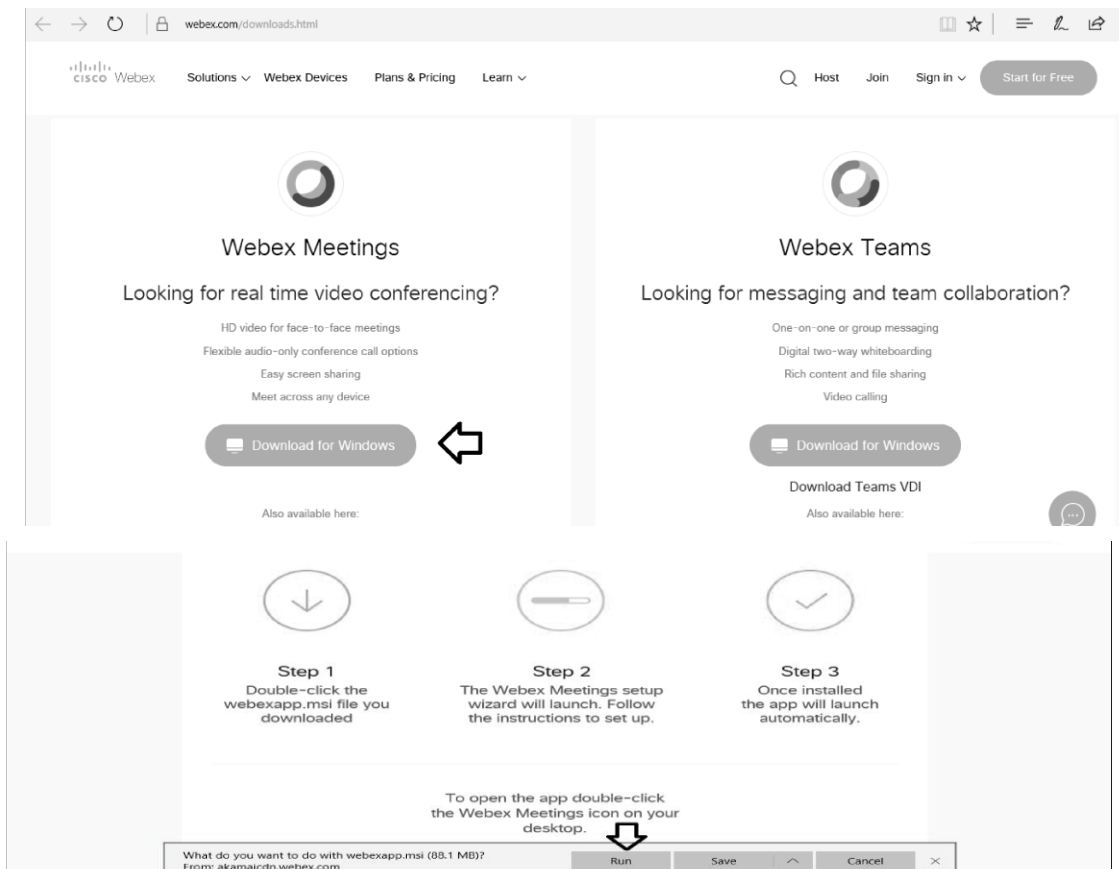 webex.com/downloads.html
CISCO Webex Solutions Webex Devices Plans & Pricing Learn Host Join Sign in Start for Free
Webex Meetings
Looking for real time video conferencing?
HD video for face-to-face meetings
Flexible audio-only conference call options
Easy screen sharing
Meet across any device
Download for Windows
Also available here:
Webex Teams
Looking for messaging and team collaboration?
One-on-one or group messaging
Digital two-way whiteboarding
Rich content and file sharing
Video calling
Download for Windows
Download Teams VDI
Also available here:
Step 1
Double-click the
webexapp.msi file you
downloaded
Step 2
The Webex Meetings setup
wizard will launch. Follow
the instructions to set up.
Step 3
Once installed
the app will launch
automatically.
To open the app double-click
the Webex Meetings icon on your
desktop.
What do you want to do with webexapp.msi (88.1 MB)?
From: akamaicdn.webex.com
Run Save Cancel